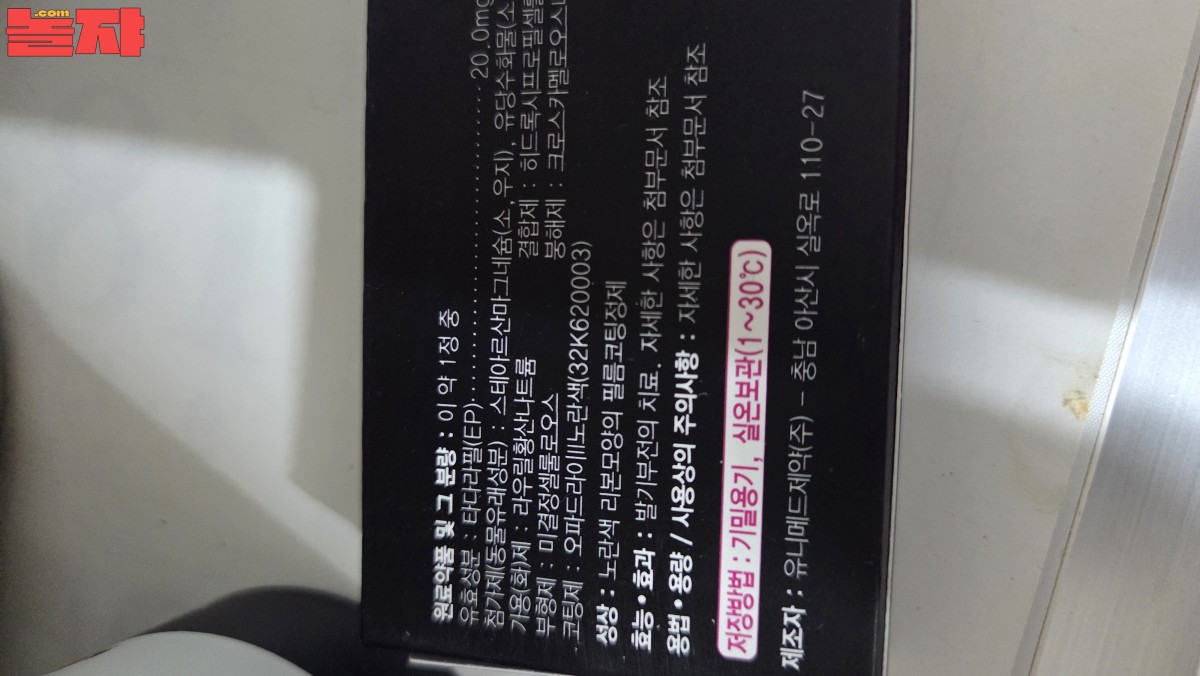 놀쟈
.com
원료약품 및 그 분량 : 이 약 1정 중
유효성분 : 타다라필(EP)........................................20.0mg
첨가제(동물유래성분) : 스테아르산마그네슘(소,우지), 유당수화물(소
가용(화)제 : 라우릴황산나트륨 결합제 : 히드록시프로필셀룰
부형제 : 미결정셀룰로오스 붕해제 : 크로스카멜로오스
코팅제 : 오파드라이II노란색(32K620003)
성상 : 노란색 리본모양의 필름코팅정제
효능•효과 : 발기부전의 치료. 자세한 사항은 첨부문서 참조
용법•용량 / 사용상의 주의사항 : 자세한 사항은 첨부문서 참조
저장방법 : 기밀용기, 실온보관(1~30℃)
제조자 : 유니메드제약(주) - 충남 아산시 실옥로 110-27